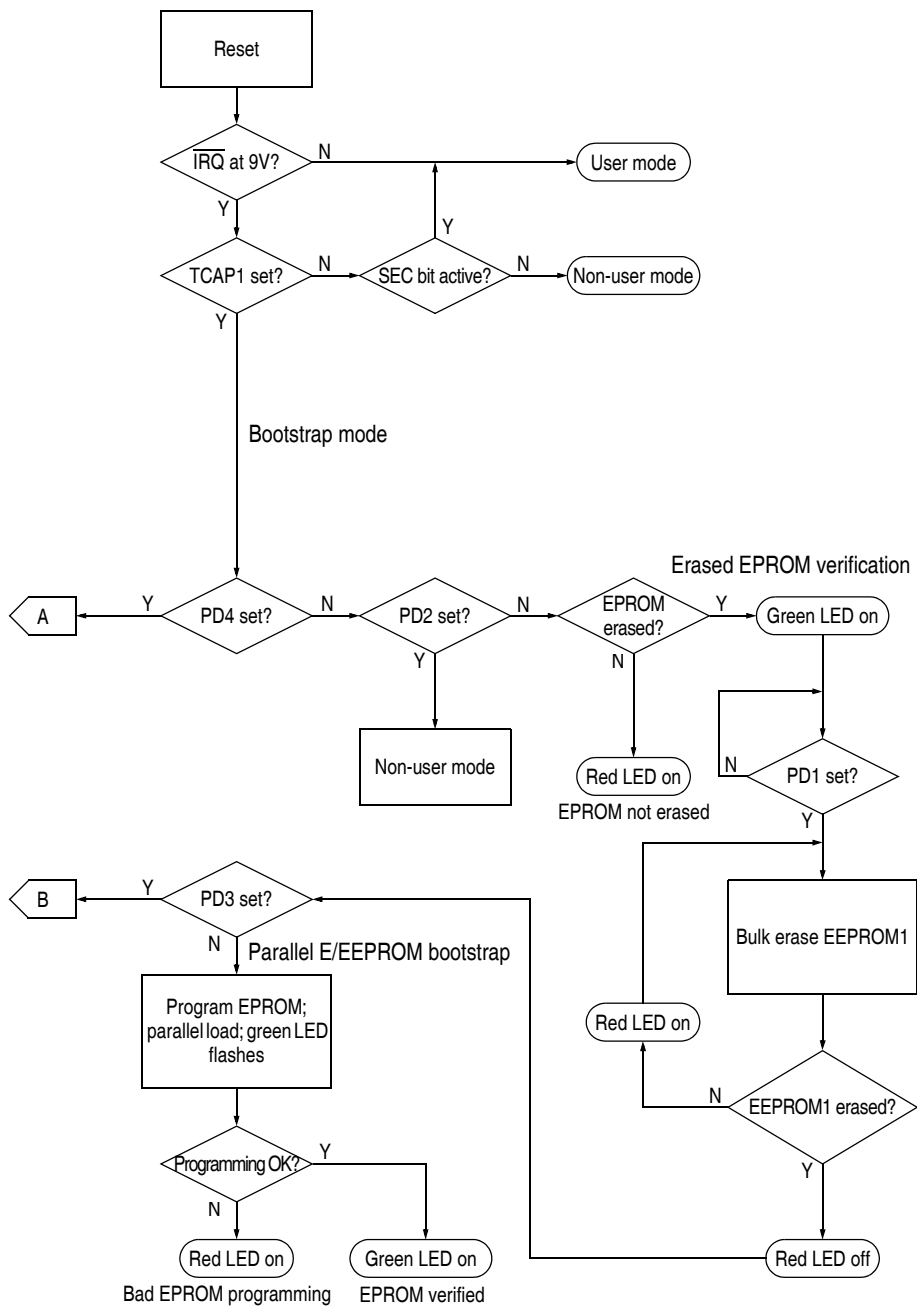 Reset
IRQ at 9V?
N
User mode
Y
Y
TCAP1 set?
N
SEC bit active?
N
Non-user mode
Y
Bootstrap mode
Erased EPROM verification
A
Y
PD4 set?
N
PD2 set?
N
EPROM
erased?
Y
Green LED on
Y
N
Non-user mode
Red LED on
EPROM not erased
N
PD1 set?
Y
B
Y
PD3 set?
N
Parallel E/EEPROM bootstrap
Bulk erase EEPROM1
Program EPROM;
parallel load; green LED
flashes
Red LED on
N
EEPROM1 erased?
Y
Programming OK?
Y
N
Red LED on
Bad EPROM programming
Green LED on
EPROM verified
Red LED off